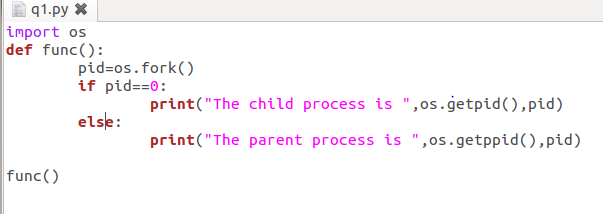 q1.py
import os
def func():
        pid=os.fork()
        if pid==0:
                print("The child process is ",os.getpid(),pid)
        else:
                print("The parent process is ",os.getppid(),pid)

func()